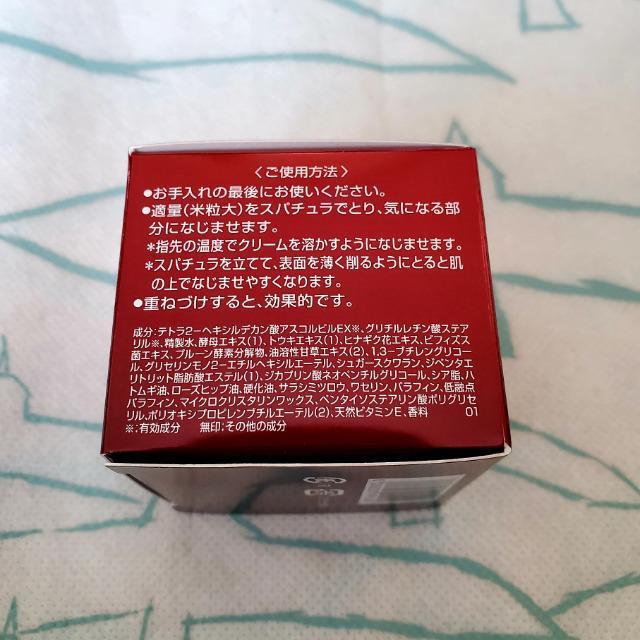 〈ご使用方法〉
●お手入れの最後にお使いください。
●適量(米粒大)をスパチュラでとり、気になる部
分になじませます。
*指先の温度でクリームを溶かすようになじませます。
*スパチュラを立てて、表面を薄く削るようにとると肌
の上でなじませやすくなります。
●重ねづけすると、効果的です。
成分:テトラ2-ヘキシルデカン酸アスコルビルEX※、グリチルレチン酸ステア
リル※、精製水、酵母エキス(1)、トウキエキス(1)、ヒナギク花エキス、ビフィズス
菌エキス、プルーン酵素分解物、油溶性甘草エキス(2)、1,3-ブチレングリコー
ル、グリセリンモノ2-エチルヘキシルエーテル、シュガースクワラン、ジペンタエ
リトリット脂肪酸エステル(1)、ジカプリン酸ネオペンチルグリコール、シア脂、ハ
トムギ油、ローズヒップ油、硬化油、サラシミツロウ、ワセリン、パラフィン、低融点
パラフィン、マイクロクリスタリンワックス、ペンタイソステアリン酸ポリグリセ
リル、ポリオキシプロピレンブチルエーテル(2)、天然ビタミンE、香料 01
※:有効成分 無印:その他の成分